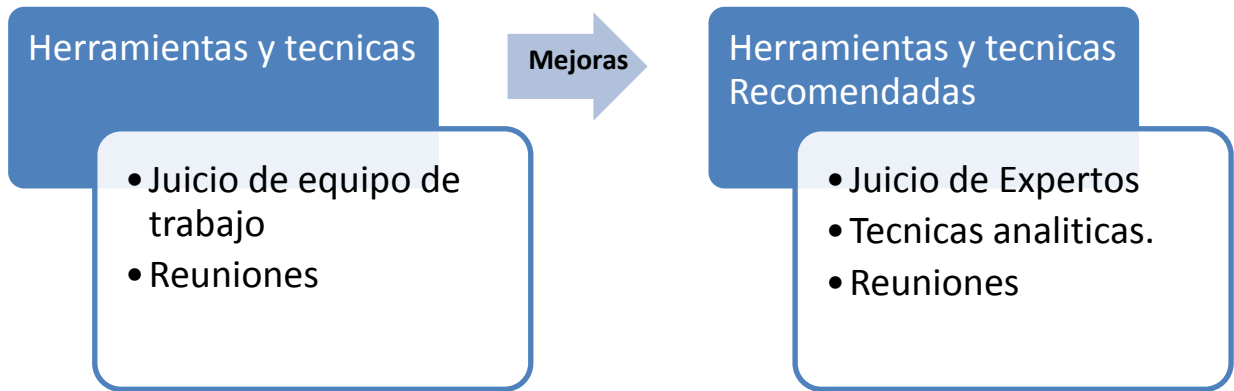 Herramientas y tecnicas
• Juicio de equipo de
trabajo
• Reuniones
Mejoras
Herramientas y tecnicas
Recomendadas
• Juicio de Expertos
• Tecnicas analiticas.
• Reuniones